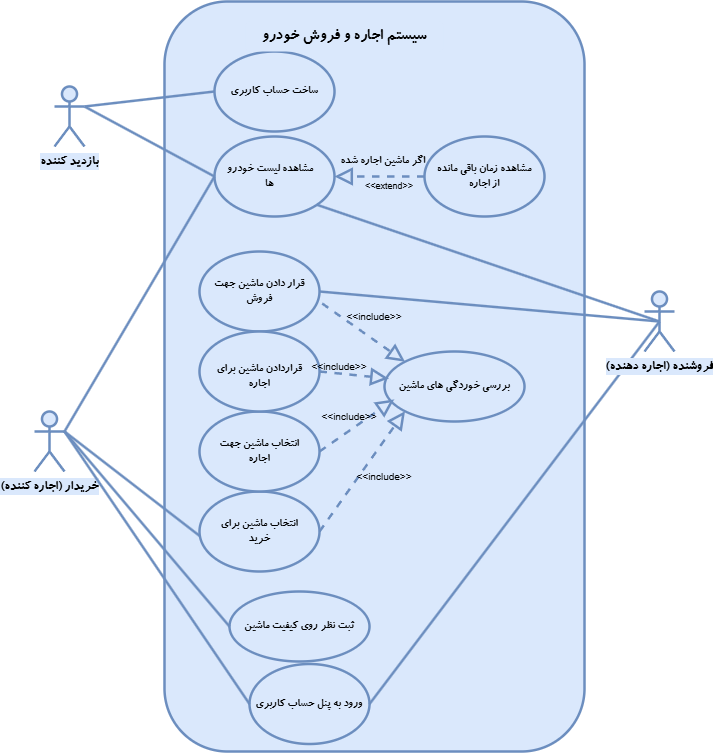 سیستم اجاره و فروش خودرو
ساخت حساب کاربری
بازدید کننده
مشاهده لیست خودرو
ها
اگر ماشین اجاره شده
<<extend>>
مشاهده زمان باقی مانده
از اجاره
قرار دادن ماشین جهت
فروش
<<include>>
فروشنده (اجاره دهنده)
قراردادن ماشین برای
اجاره
<<include>>
بررسی خوردگی های ماشین
انتخاب ماشین جهت
اجاره
<<include>>
خریدار (اجاره کننده)
انتخاب ماشین برای
خرید
<<include>>
ثبت نظر روی کیفیت ماشین
ورود به پنل حساب کاربری